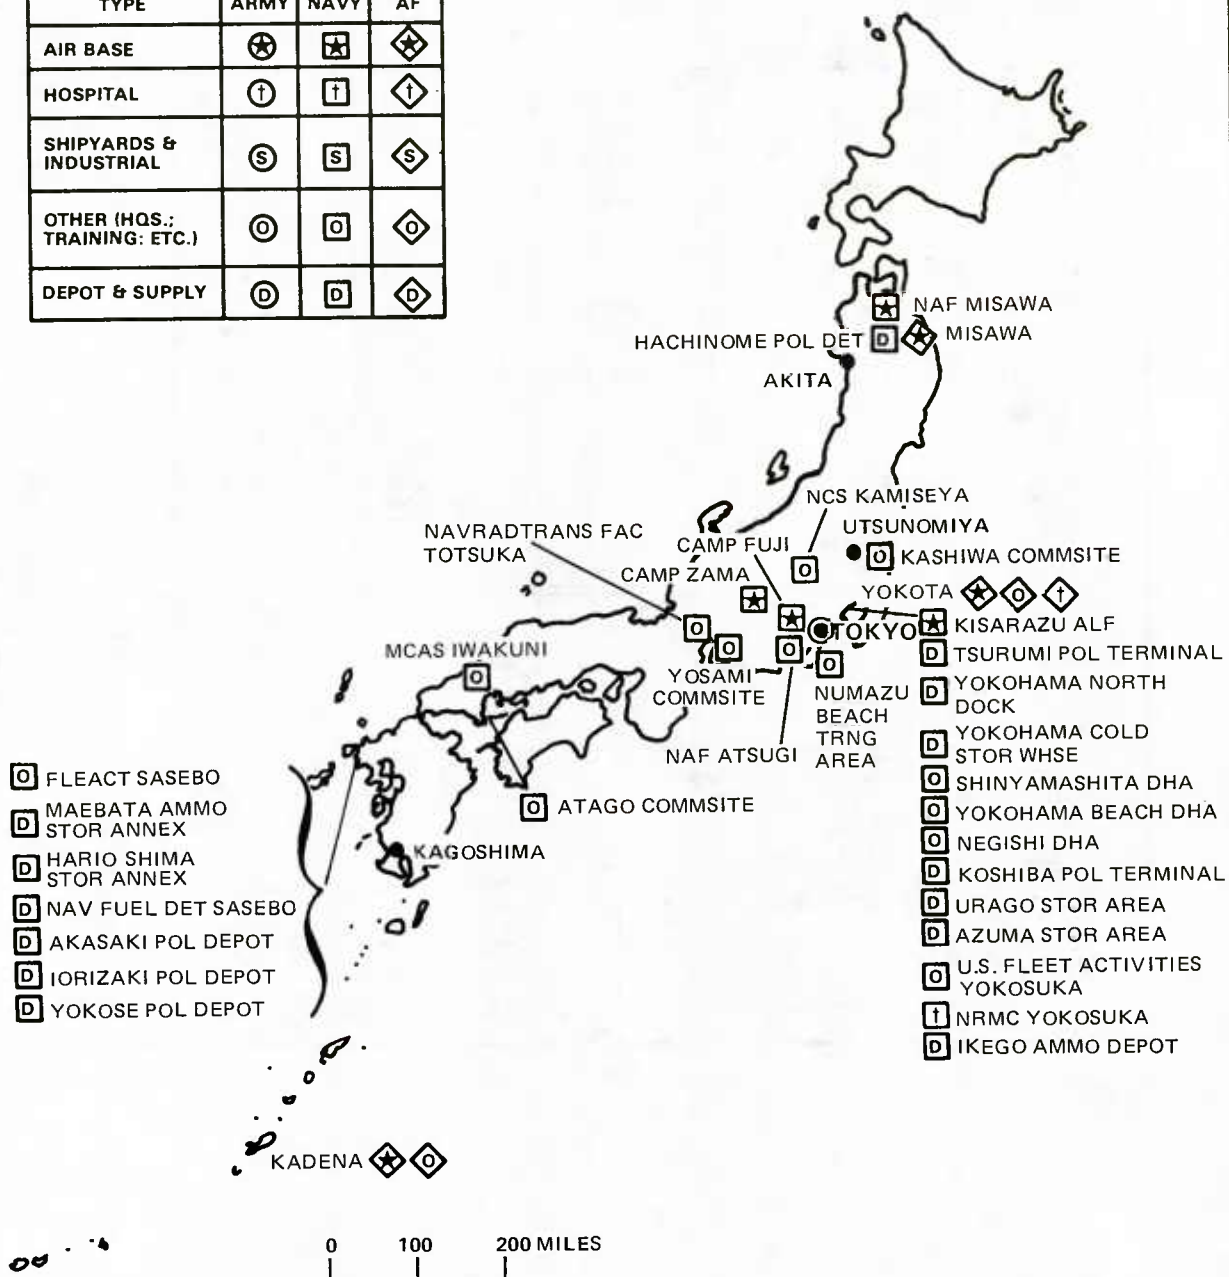 TYPE ARMY NAVY AF
AIR BASE
HOSPITAL † † †
SHIPYARDS &
INDUSTRIAL S S S
OTHER (HQS.;
TRAINING: ETC.) O O O
DEPOT & SUPPLY D D D
NAF MISAWA
HACHINOME POL DET D MISAWA
AKITA
NCS KAMISEYA
NAVRADTRANS FAC
TOTSUKA
CAMP FUJI
UTSUNOMIYA
O KASHIWA COMMSITE
CAMP ZAMA
O
YOKOTA O †
O
TOKYO
KISARAZU ALF
MCAS IWAKUNI
O
O
O
O
D TSURUMI POL TERMINAL
YOSAMI
COMMSITE
NUMAZU
BEACH
TRNG
AREA
NAF ATSUGI
D YOKOHAMA NORTH
DOCK
D YOKOHAMA COLD
STOR WHSE
O SHINYAMASHITA DHA
O YOKOHAMA BEACH DHA
O NEGISHI DHA
D KOSHIBA POL TERMINAL
D URAGO STOR AREA
D AZUMA STOR AREA
O U.S. FLEET ACTIVITIES
YOKOSUKA
† NRMC YOKOSUKA
D IKEGO AMMO DEPOT
O ATAGO COMMSITE
KAGOSHIMA
O FLEACT SASEBO
D MAEBATA AMMO
STOR ANNEX
D HARIO SHIMA
STOR ANNEX
D NAV FUEL DET SASEBO
D AKASAKI POL DEPOT
D IORIZAKI POL DEPOT
D YOKOSE POL DEPOT
KADENA O
0 100 200 MILES